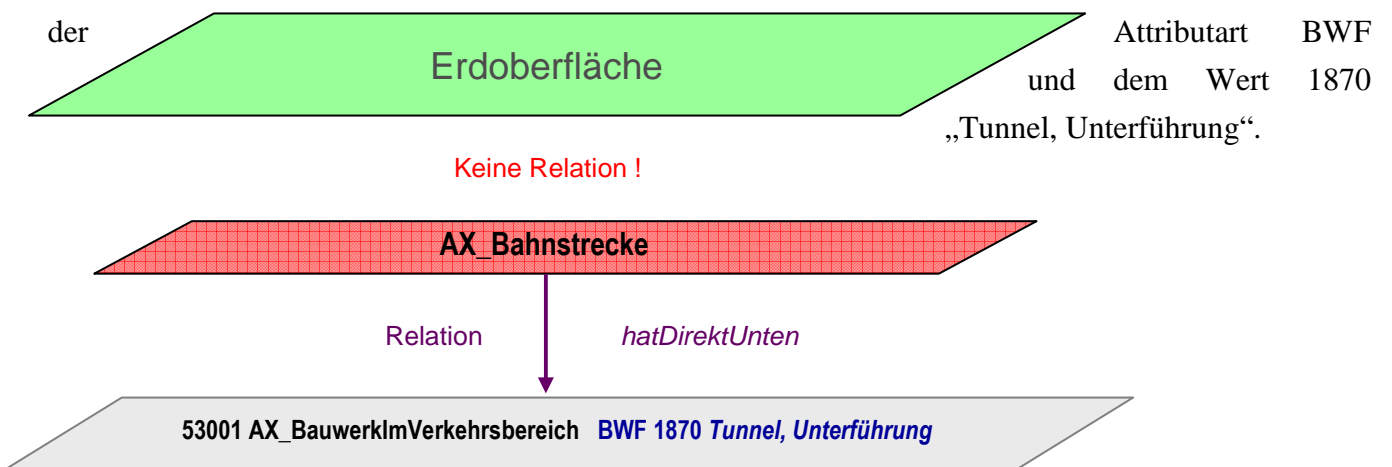 der Attributart BWF
Erdoberfläche
und dem Wert 1870
„Tunnel, Unterführung“.
Keine Relation !
AX_Bahnstrecke
Relation hatDirektUnten
53001 AX_BauwerkImVerkehrsbereich BWF 1870 Tunnel, Unterführung